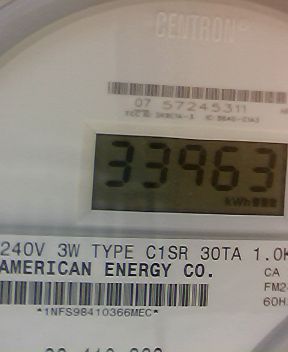 CENTRON®
07 57245311
33963
kWh
240V 3W TYPE C1SR 30TA 1.0K
AMERICAN ENERGY CO.
CA
FM2
60H
*1NFS98410366MEC*